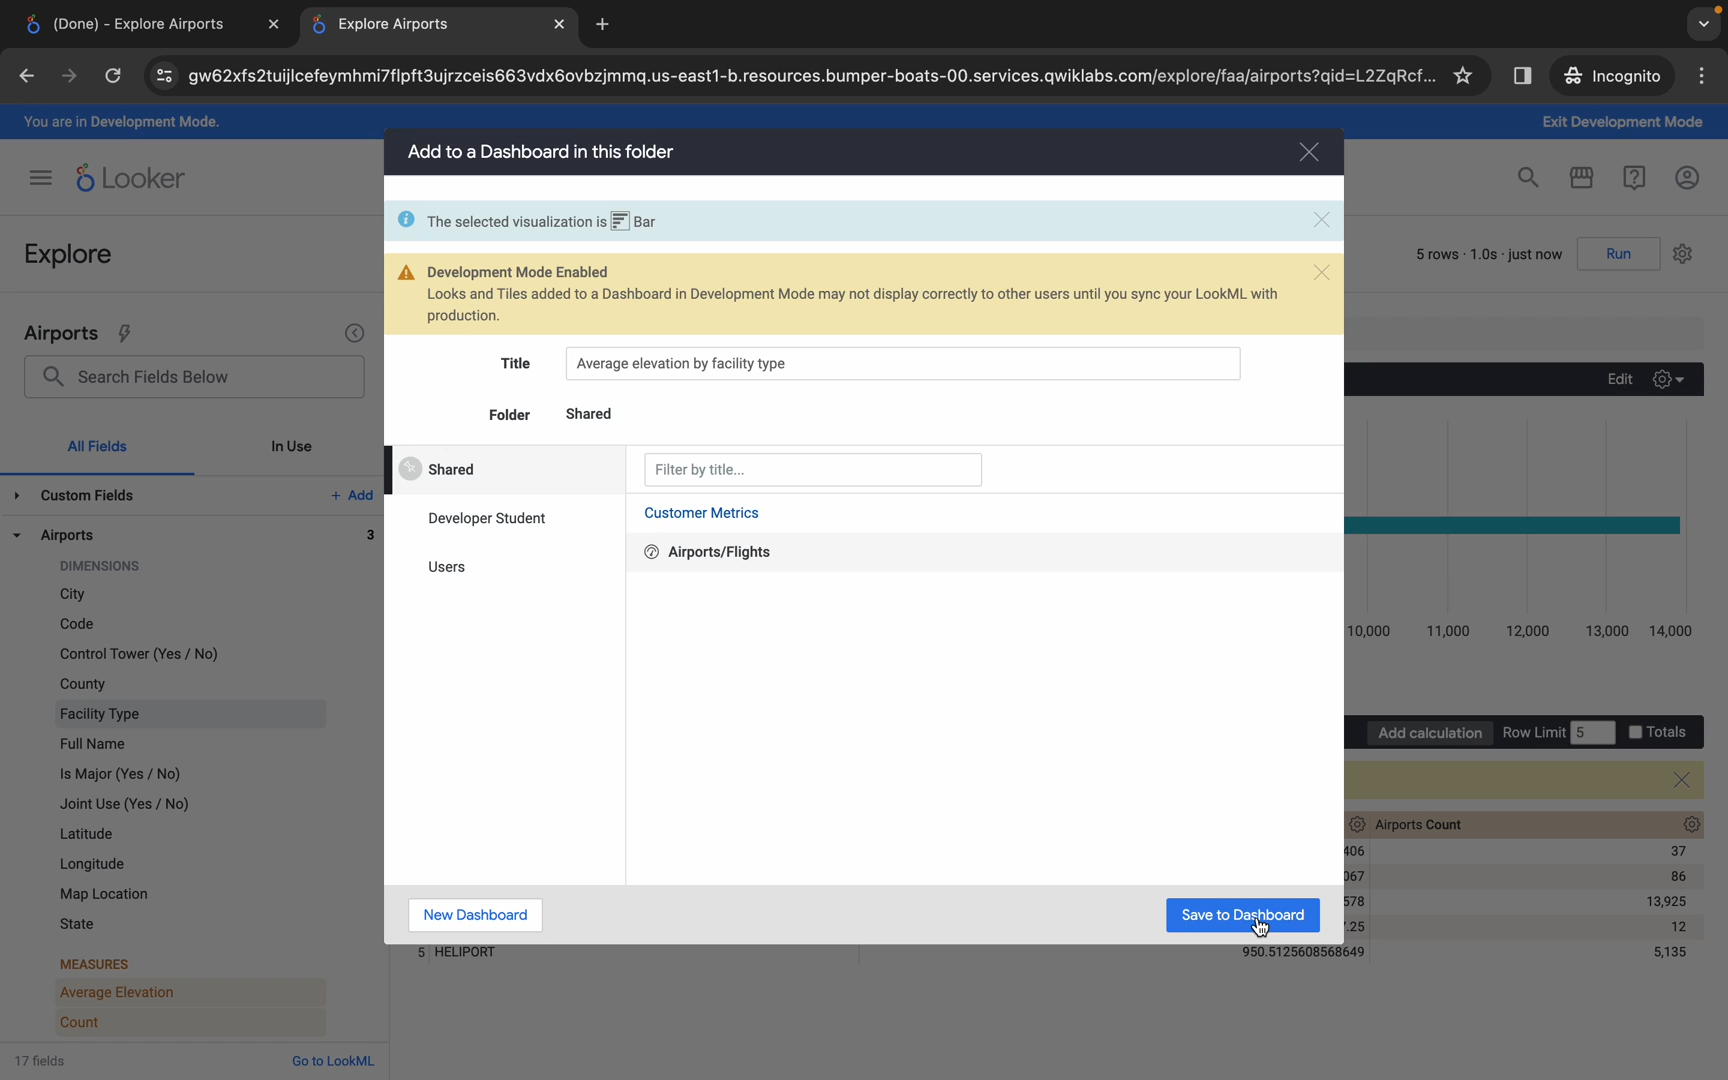 (Done) - Explore Airports
Explore Airports
gw62xfs2tuijlcefeymhmi7flpft3ujrzceis663vdx6ovbzjmmq.us-east1-b.resources.bumper-boats-00.services.qwiklabs.com/explore/faa/airports?qid=L2ZqRcf...
Incognito
You are in Development Mode.
Exit Development Mode
Looker
Add to a Dashboard in this folder
The selected visualization is Bar
Explore
5 rows · 1.0s · just now
Run
Development Mode Enabled
Looks and Tiles added to a Dashboard in Development Mode may not display correctly to other users until you sync your LookML with
production.
Airports
Search Fields Below
Title
Average elevation by facility type
Edit
Folder
Shared
All Fields
In Use
Shared
Filter by title...
Custom Fields
+ Add
Developer Student
Customer Metrics
Airports
3
Airports/Flights
Users
DIMENSIONS
City
Code
Control Tower (Yes / No)
County
Facility Type
Full Name
Is Major (Yes / No)
Joint Use (Yes / No)
Latitude
Longitude
Map Location
State
MEASURES
Average Elevation
Count
17 fields
Go to LookML
10,000
11,000
12,000
13,000
14,000
Add calculation
Row Limit
5
Totals
Airports Count
406
37
067
86
578
13,925
.25
12
5
HELIPORT
950.5125608568649
5,135
New Dashboard
Save to Dashboard